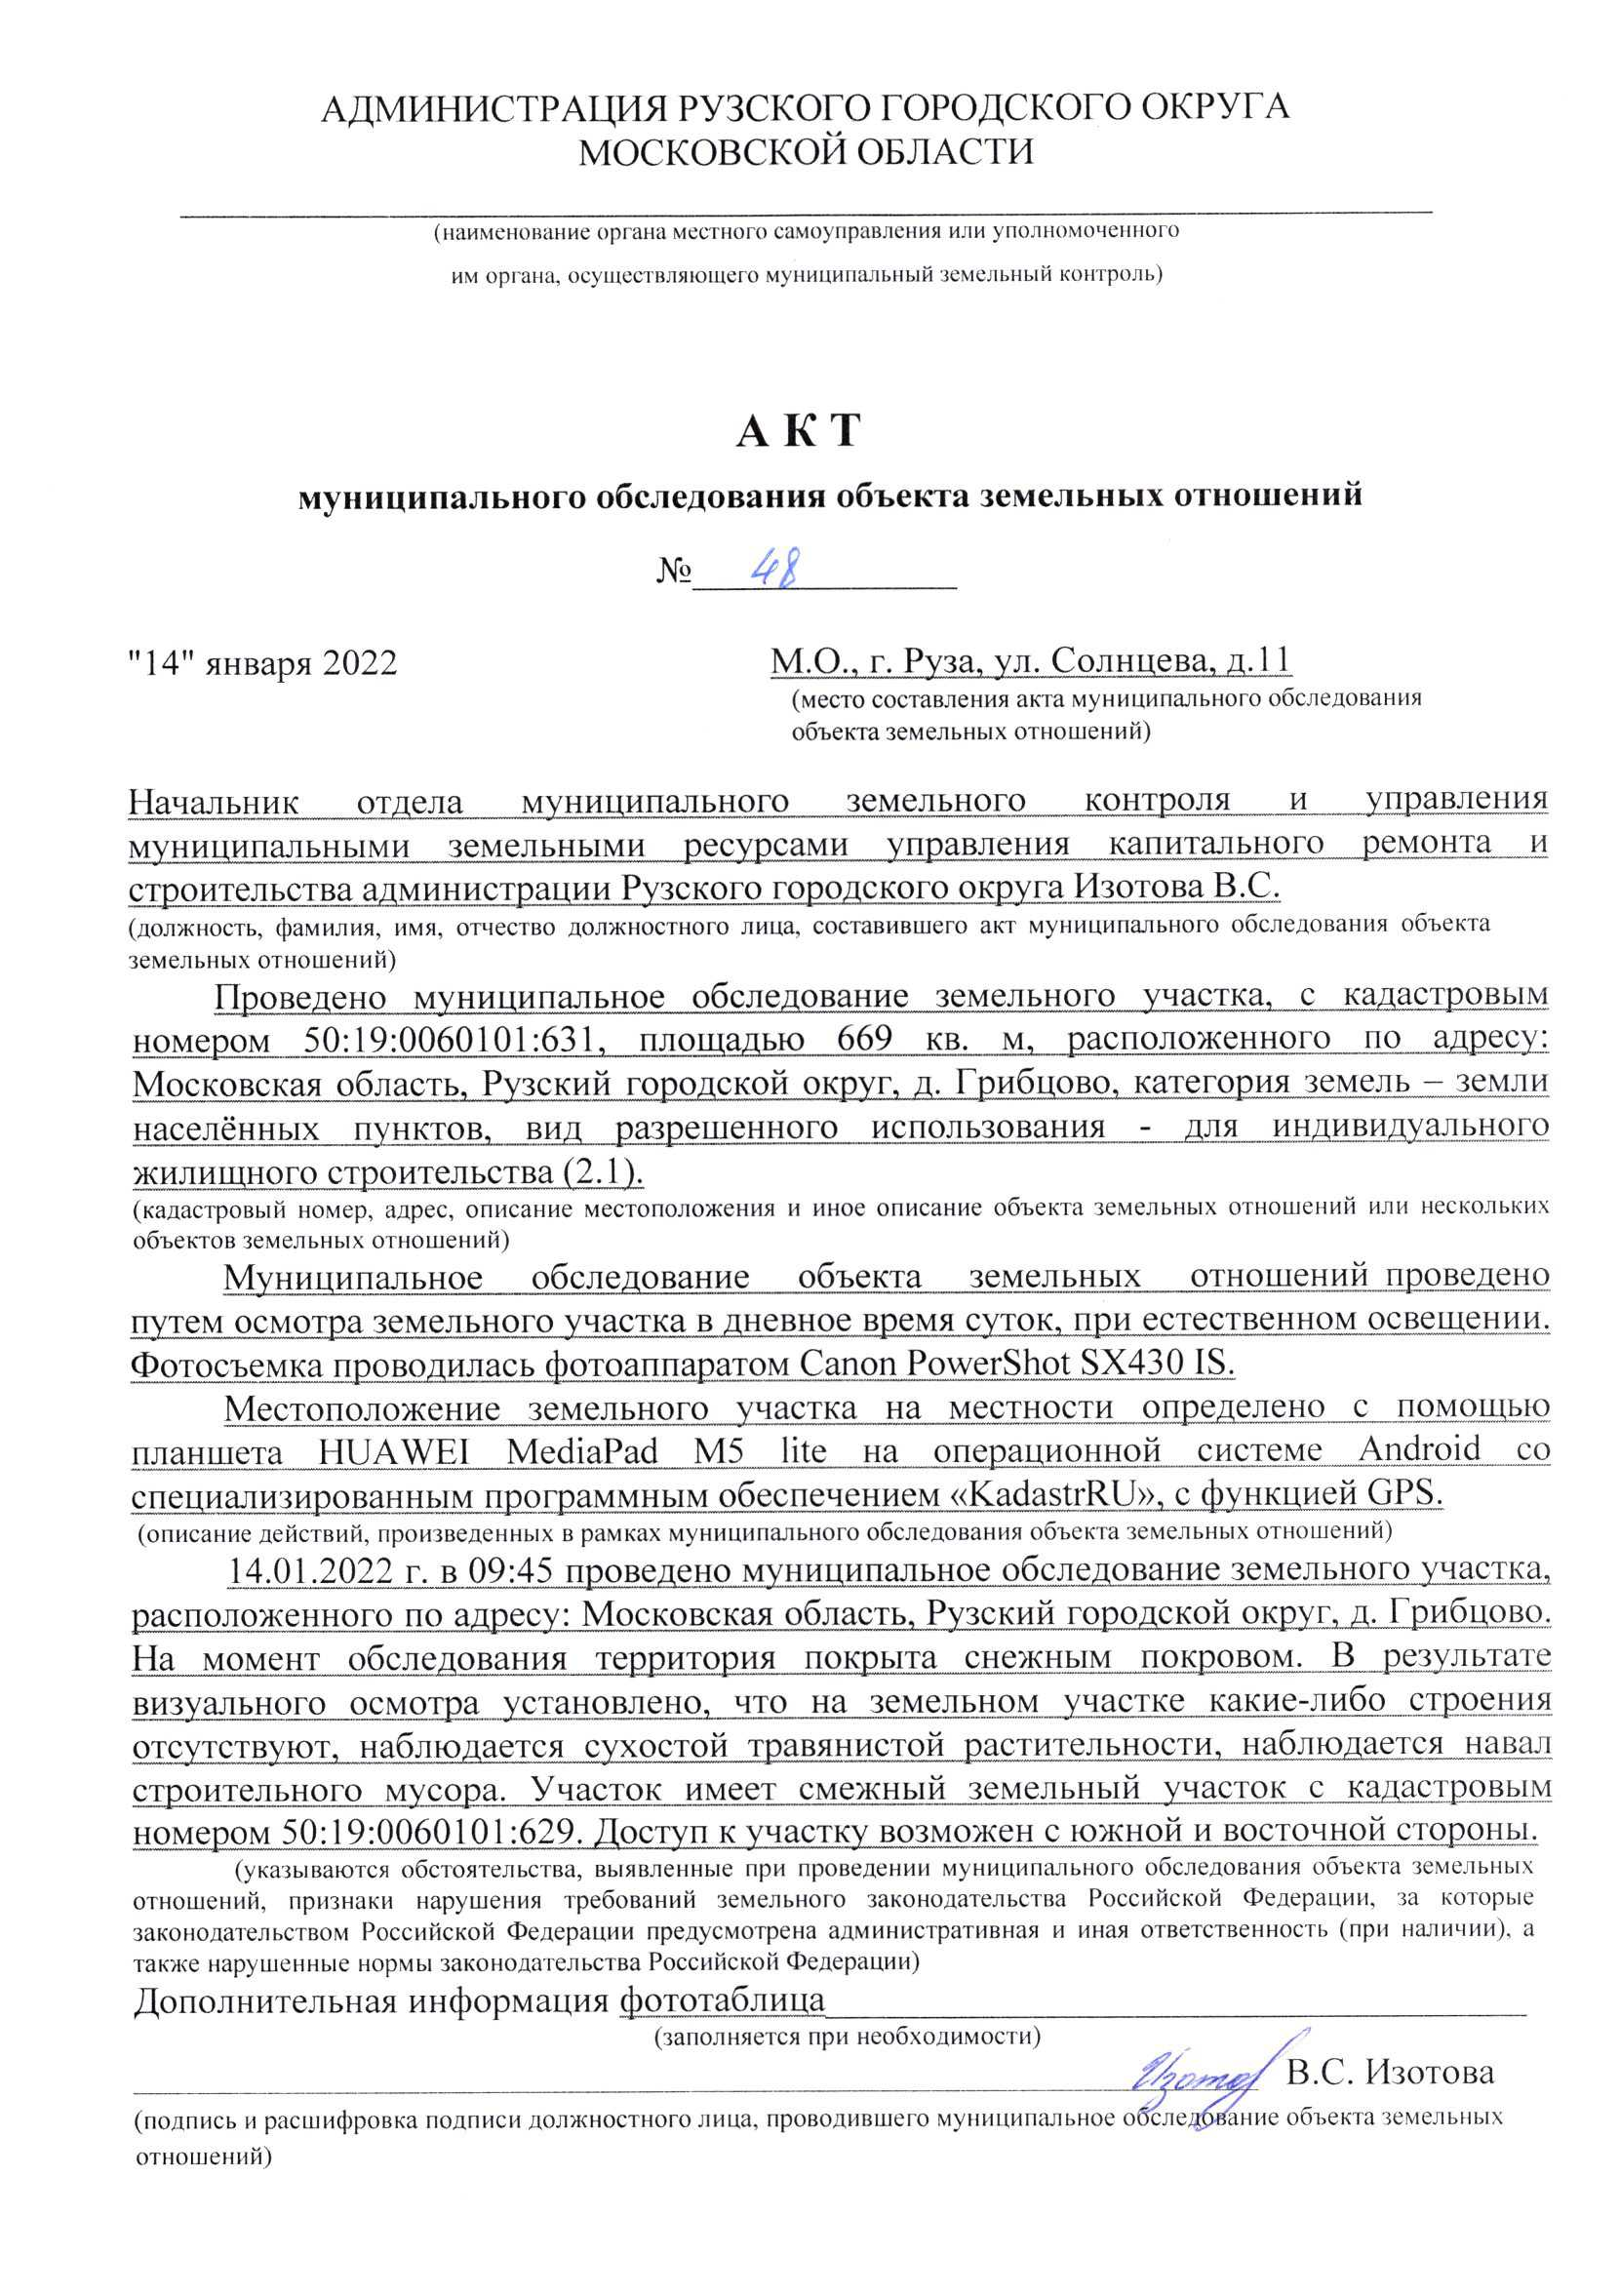 АДМИНИСТРАЦИЯ РУЗСКОГО ГОРОДСКОГО ОКРУГА
МОСКОВСКОЙ ОБЛАСТИ
(наименование органа местного самоуправления или уполномоченного
им органа, осуществляющего муниципальный земельный контроль)
А К Т
муниципального обследования объекта земельных отношений
№ 48
"14" января 2022
М.О., г. Руза, ул. Солнцева, д.11
(место составления акта муниципального обследования
объекта земельных отношений)
Начальник отдела муниципального земельного контроля и управления
муниципальными земельными ресурсами управления капитального ремонта и
строительства администрации Рузского городского округа Изотова В.С.
(должность, фамилия, имя, отчество должностного лица, составившего акт муниципального обследования объекта
земельных отношений)
Проведено муниципальное обследование земельного участка, с кадастровым
номером 50:19:0060101:631, площадью 669 кв. м, расположенного по адресу:
Московская область, Рузский городской округ, д. Грибцово, категория земель – земли
населённых пунктов, вид разрешенного использования - для индивидуального
жилищного строительства (2.1).
(кадастровый номер, адрес, описание местоположения и иное описание объекта земельных отношений или нескольких
объектов земельных отношений)
Муниципальное обследование объекта земельных отношений проведено
путем осмотра земельного участка в дневное время суток, при естественном освещении.
Фотосъемка проводилась фотоаппаратом Canon PowerShot SX430 IS.
Местоположение земельного участка на местности определено с помощью
планшета HUAWEI MediaPad M5 lite на операционной системе Android со
специализированным программным обеспечением «KadastrRU», с функцией GPS.
(описание действий, произведенных в рамках муниципального обследования объекта земельных отношений)
14.01.2022 г. в 09:45 проведено муниципальное обследование земельного участка,
расположенного по адресу: Московская область, Рузский городской округ, д. Грибцово.
На момент обследования территория покрыта снежным покровом. В результате
визуального осмотра установлено, что на земельном участке какие-либо строения
отсутствуют, наблюдается сухостой травянистой растительности, наблюдается навал
строительного мусора. Участок имеет смежный земельный участок с кадастровым
номером 50:19:0060101:629. Доступ к участку возможен с южной и восточной стороны.
(указываются обстоятельства, выявленные при проведении муниципального обследования объекта земельных
отношений, признаки нарушения требований земельного законодательства Российской Федерации, за которые
законодательством Российской Федерации предусмотрена административная и иная ответственность (при наличии), а
также нарушенные нормы законодательства Российской Федерации)
Дополнительная информация фототаблица
(заполняется при необходимости)
Изотов В.С. Изотова
(подпись и расшифровка подписи должностного лица, проводившего муниципальное обследование объекта земельных
отношений)